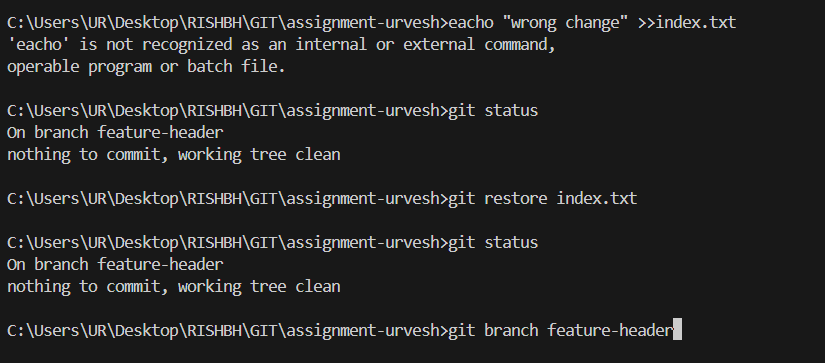 C:\Users\UR\Desktop\RISHBH\GIT\assignment-urvesh>eacho "wrong change" >>index.txt
'eacho' is not recognized as an internal or external command,
operable program or batch file.
C:\Users\UR\Desktop\RISHBH\GIT\assignment-urvesh>git status
On branch feature-header
nothing to commit, working tree clean
C:\Users\UR\Desktop\RISHBH\GIT\assignment-urvesh>git restore index.txt
C:\Users\UR\Desktop\RISHBH\GIT\assignment-urvesh>git status
On branch feature-header
nothing to commit, working tree clean
C:\Users\UR\Desktop\RISHBH\GIT\assignment-urvesh>git branch feature-header